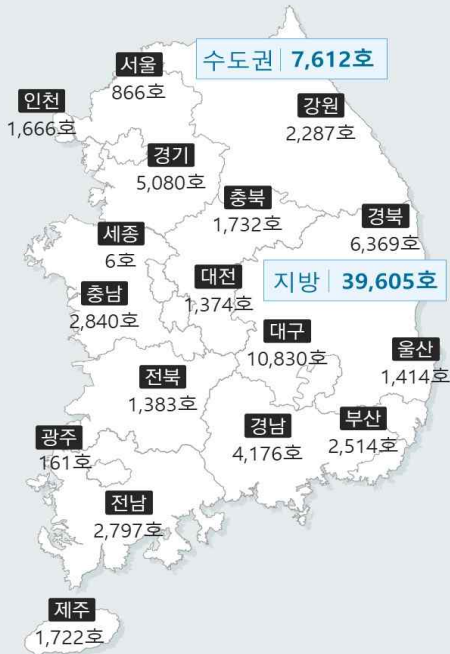 수도권 7,612호
서울
866호
인천
1,666호
강원
2,287호
경기
5,080호
충북
1,732호
경북
6,369호
세종
6호
대전
1,374호
지방 39,605호
충남
2,840호
대구
10,830호
울산
1,414호
전북
1,383호
경남
4,176호
부산
2,514호
광주
161호
전남
2,797호
제주
1,722호